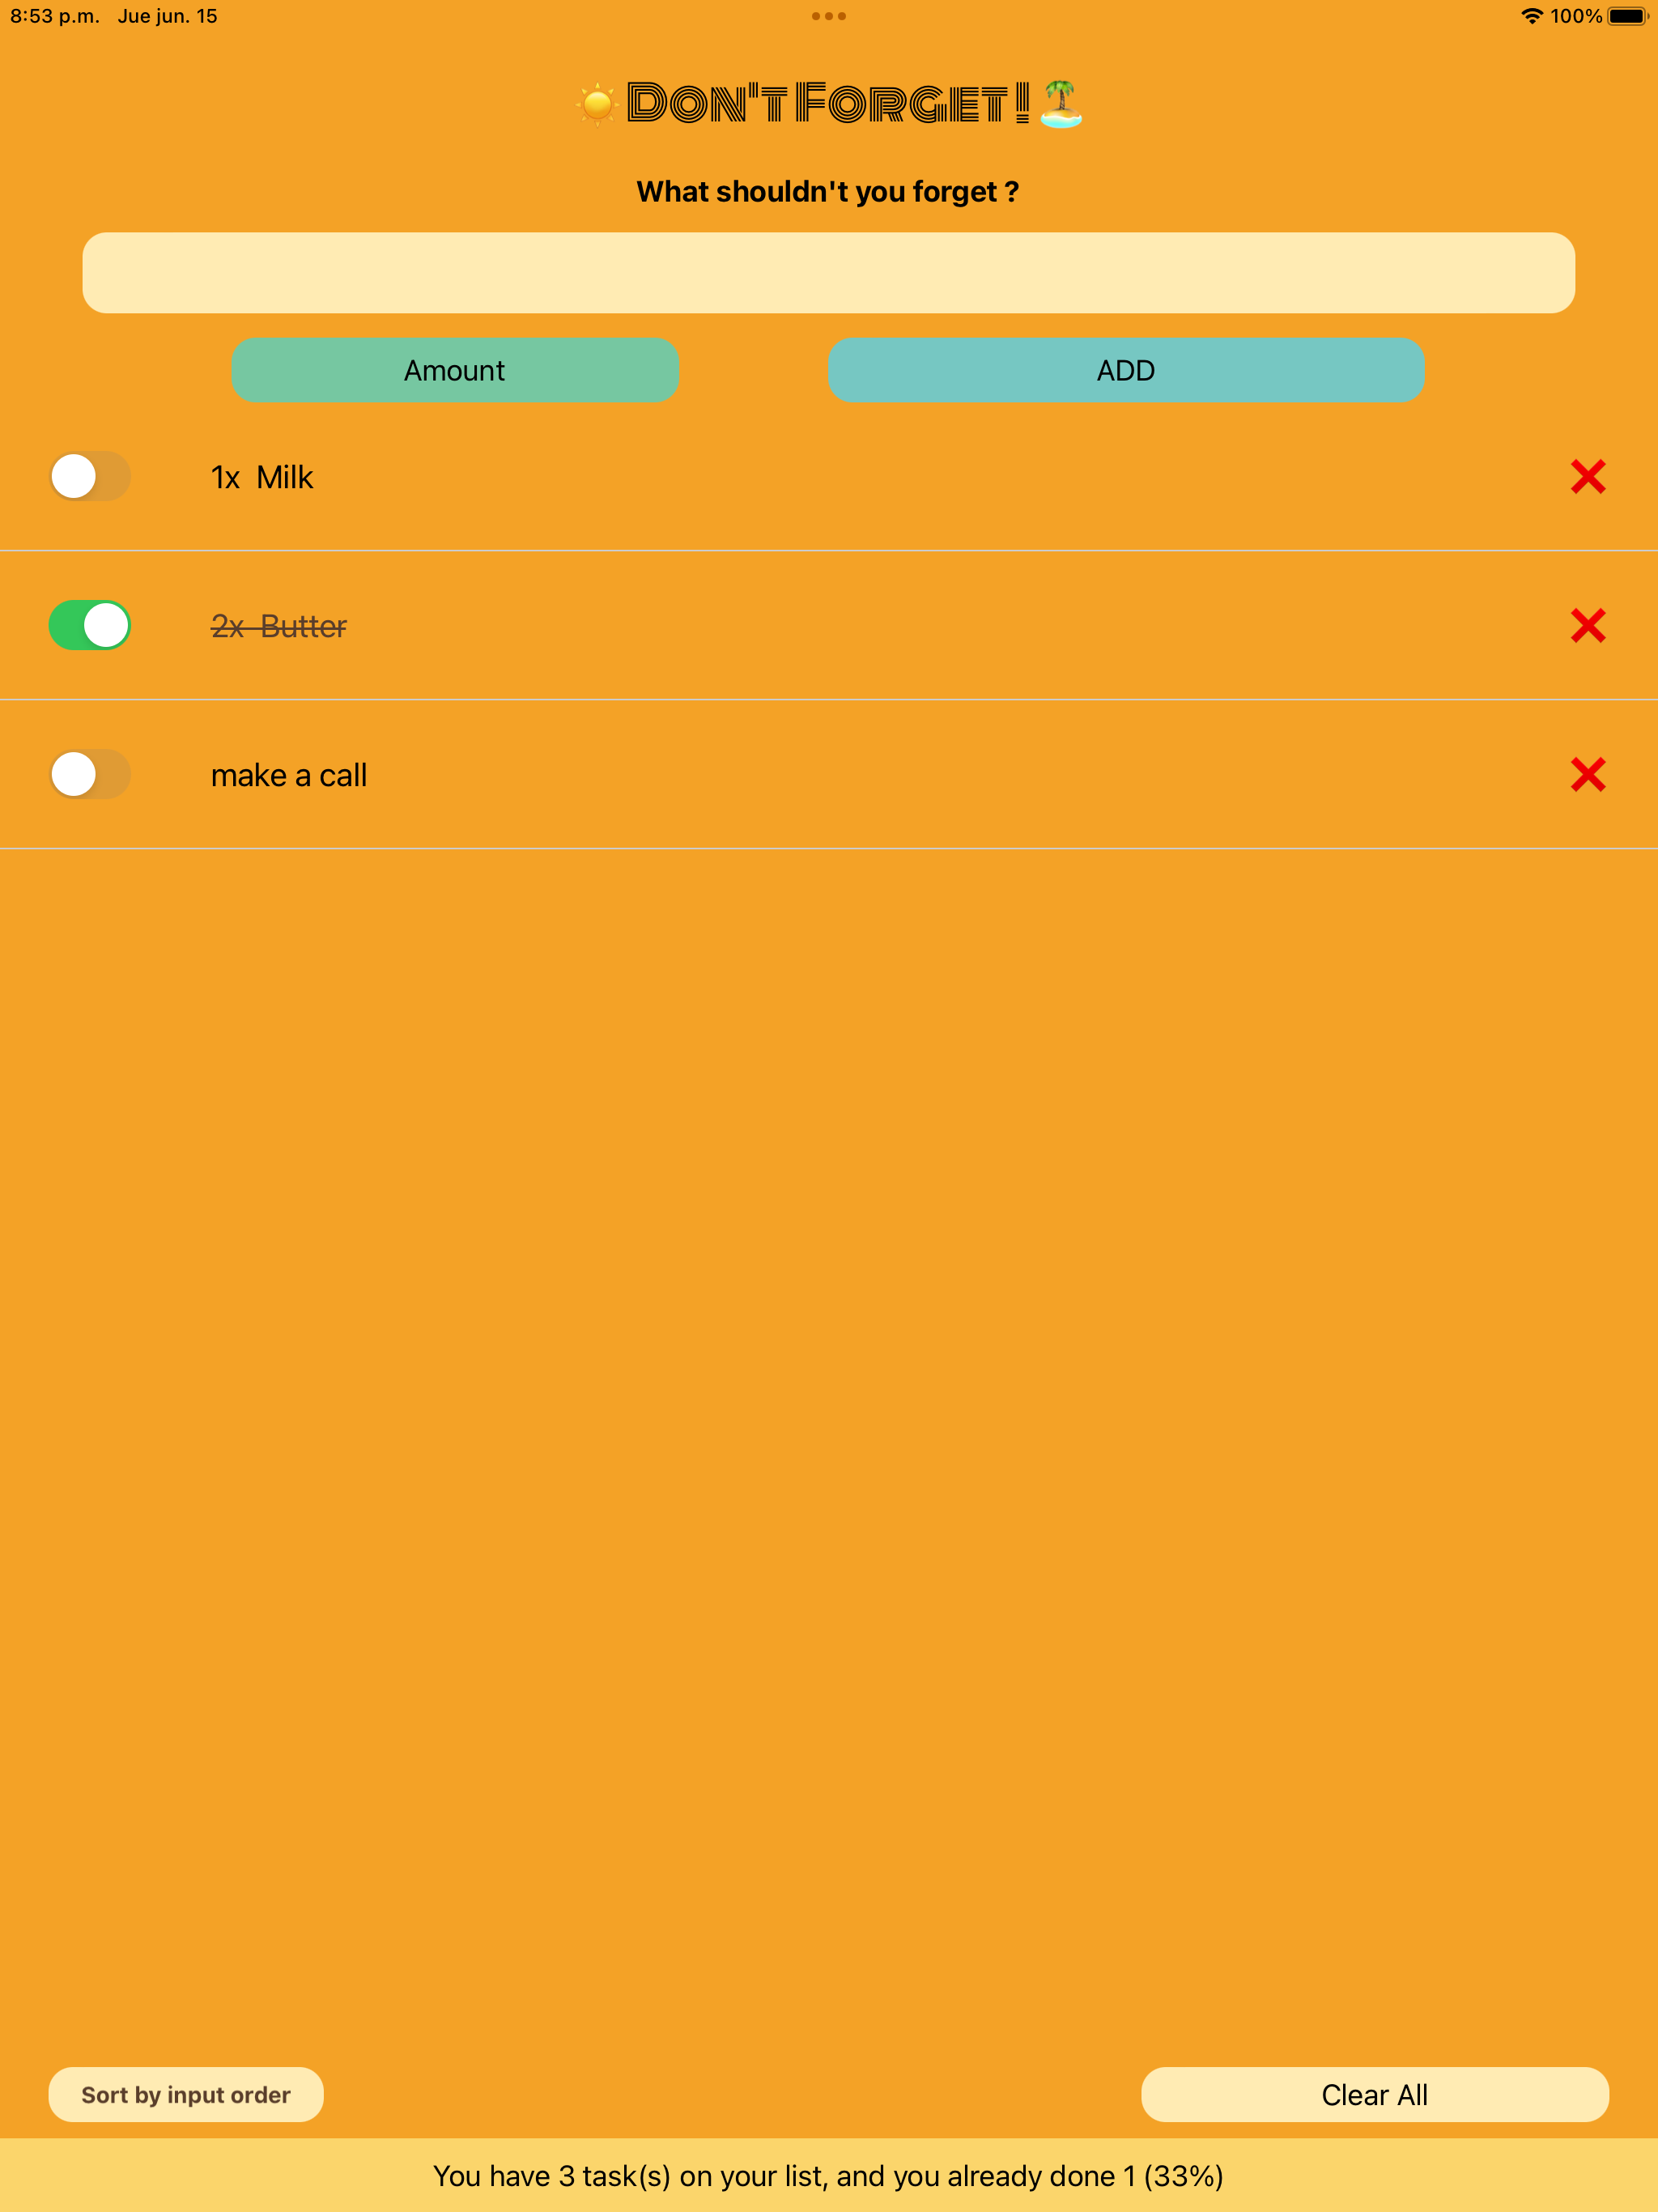 8:53 p.m. Jue jun. 15 100%
☀️DON'T FORGET!🏝️
What shouldn't you forget ?
Amount ADD
1x Milk
2x Butter
make a call
Sort by input order Clear All
You have 3 task(s) on your list, and you already done 1 (33%)